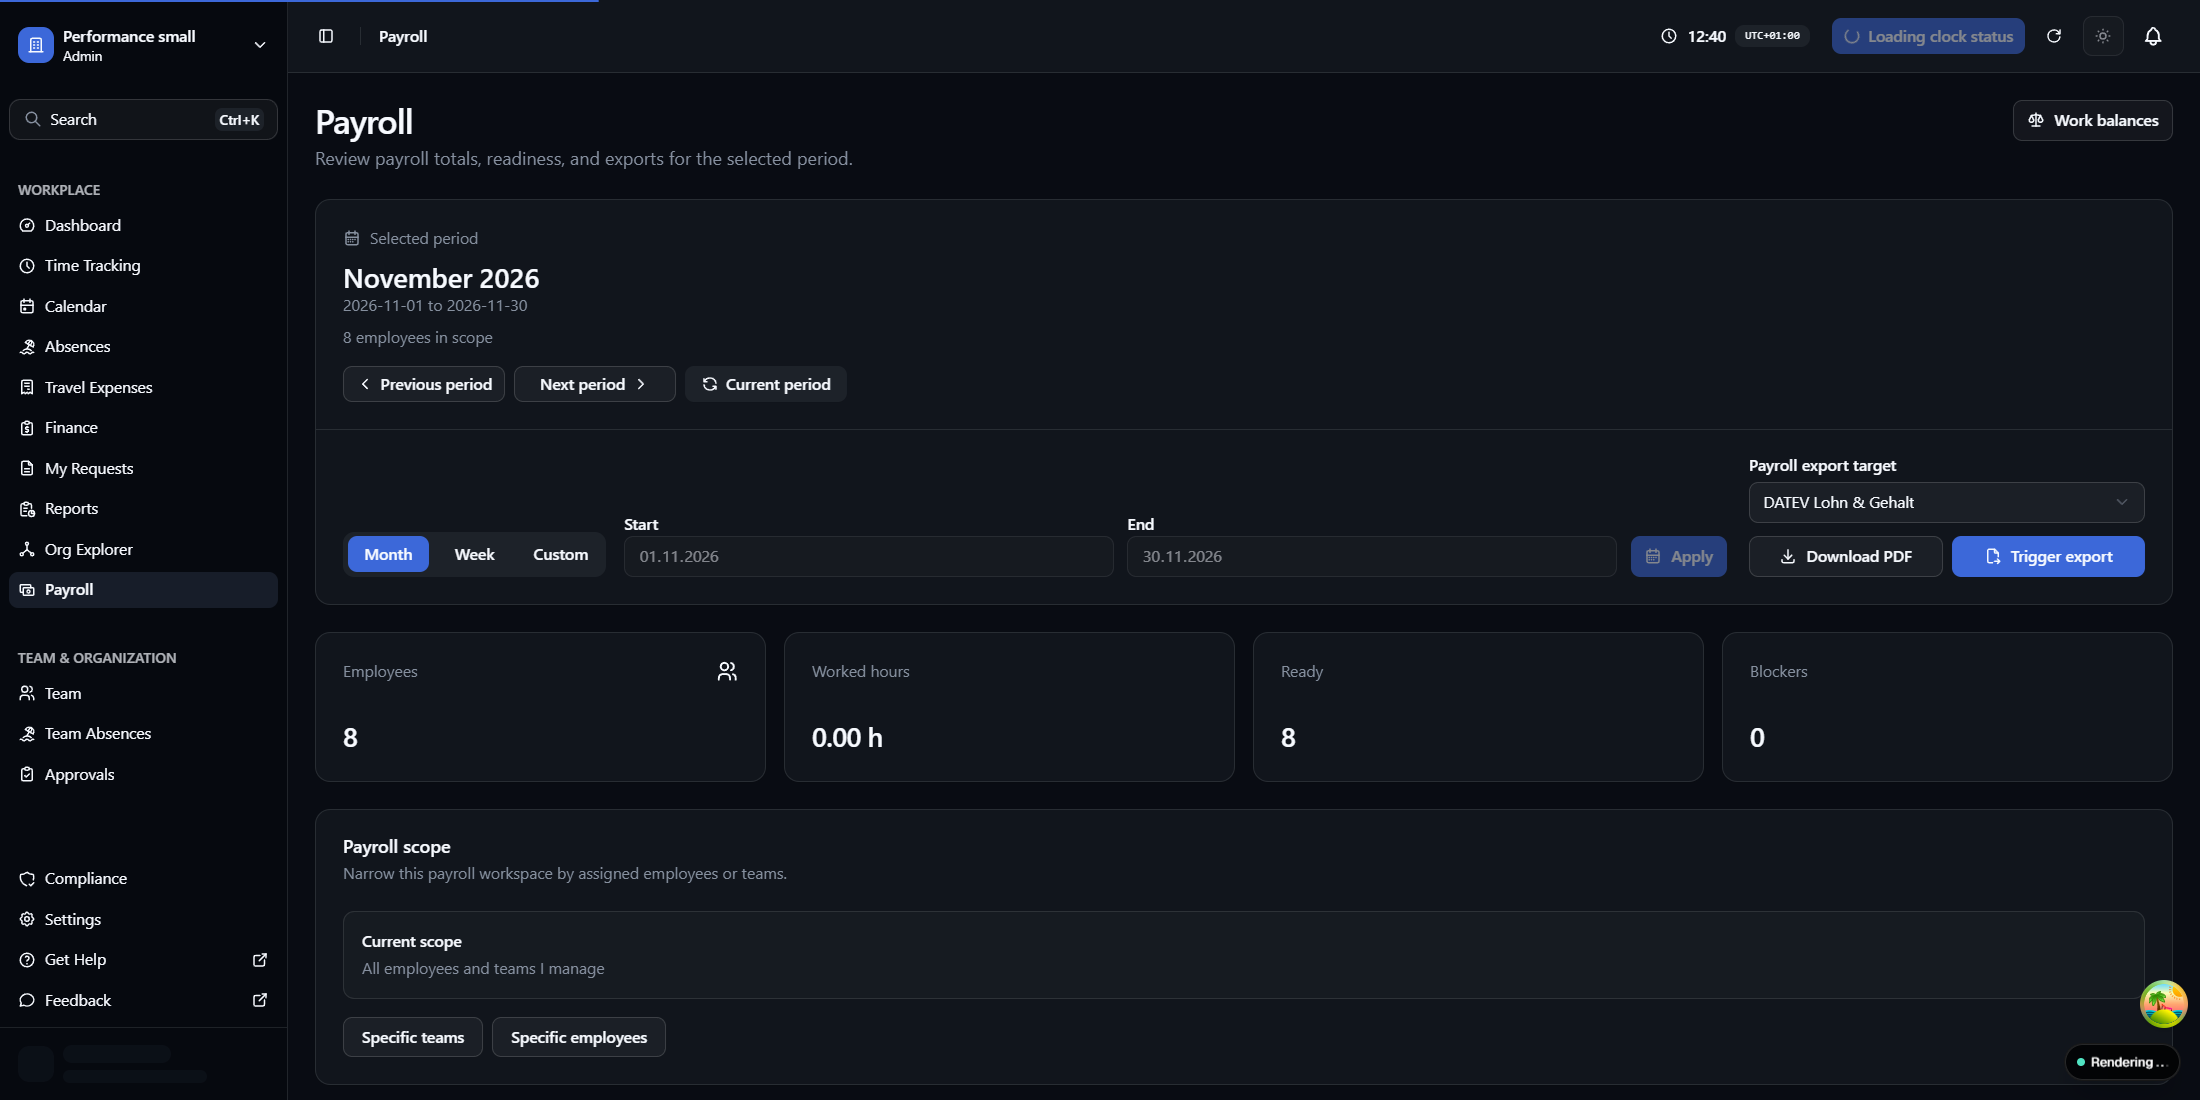 Performance small
Admin
Search
Ctrl+K
WORKPLACE
Dashboard
Time Tracking
Calendar
Absences
Travel Expenses
Finance
My Requests
Reports
Org Explorer
Payroll
TEAM & ORGANIZATION
Team
Team Absences
Approvals
Compliance
Settings
Get Help
Feedback
Payroll
12:40
UTC+01:00
Loading clock status
Payroll
Review payroll totals, readiness, and exports for the selected period.
Work balances
Selected period
November 2026
2026-11-01 to 2026-11-30
8 employees in scope
Previous period
Next period
Current period
Month
Week
Custom
Start
01.11.2026
End
30.11.2026
Apply
Payroll export target
DATEV Lohn & Gehalt
Download PDF
Trigger export
Employees
8
Worked hours
0.00 h
Ready
8
Blockers
0
Payroll scope
Narrow this payroll workspace by assigned employees or teams.
Current scope
All employees and teams I manage
Specific teams
Specific employees
Rendering...